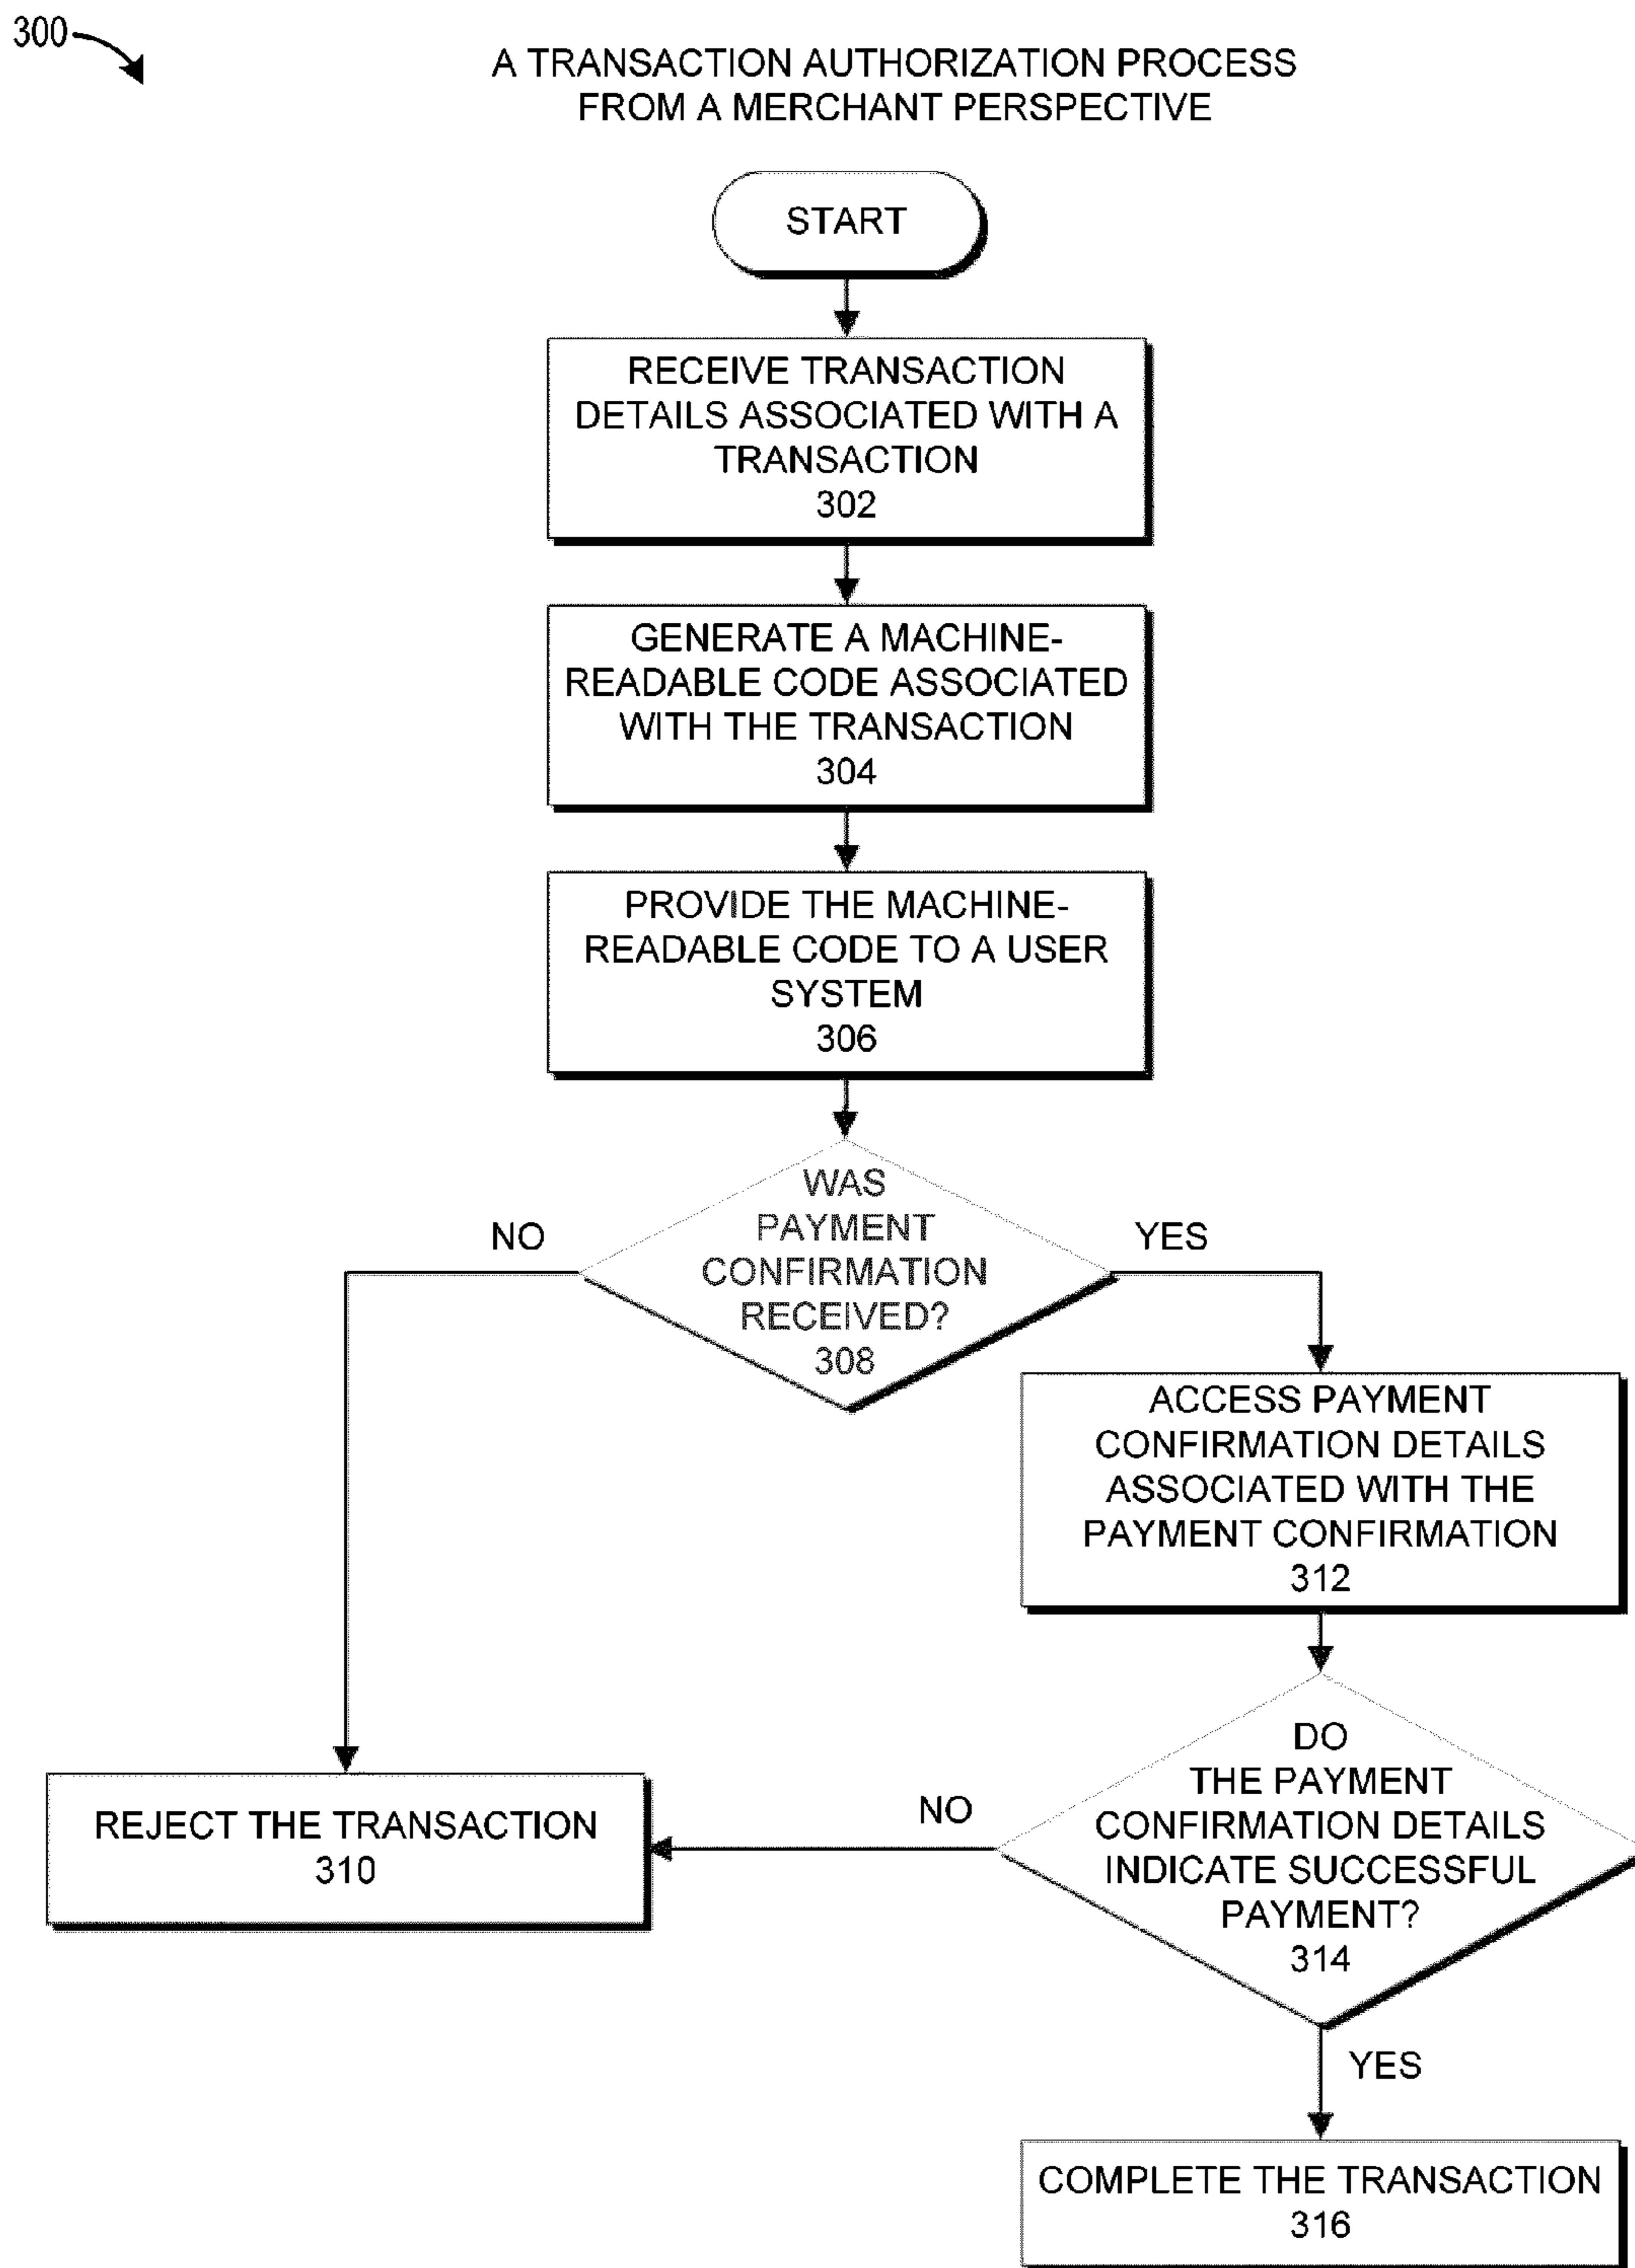 300
A TRANSACTION AUTHORIZATION PROCESS
FROM A MERCHANT PERSPECTIVE
START
RECEIVE TRANSACTION
DETAILS ASSOCIATED WITH A
TRANSACTION
302
GENERATE A MACHINE-
READABLE CODE ASSOCIATED
WITH THE TRANSACTION
304
PROVIDE THE MACHINE-
READABLE CODE TO A USER
SYSTEM
306
WAS
PAYMENT
CONFIRMATION
RECEIVED?
308
NO
YES
ACCESS PAYMENT
CONFIRMATION DETAILS
ASSOCIATED WITH THE
PAYMENT CONFIRMATION
312
DO
THE PAYMENT
CONFIRMATION DETAILS
INDICATE SUCCESSFUL
PAYMENT?
314
NO
REJECT THE TRANSACTION
310
YES
COMPLETE THE TRANSACTION
316